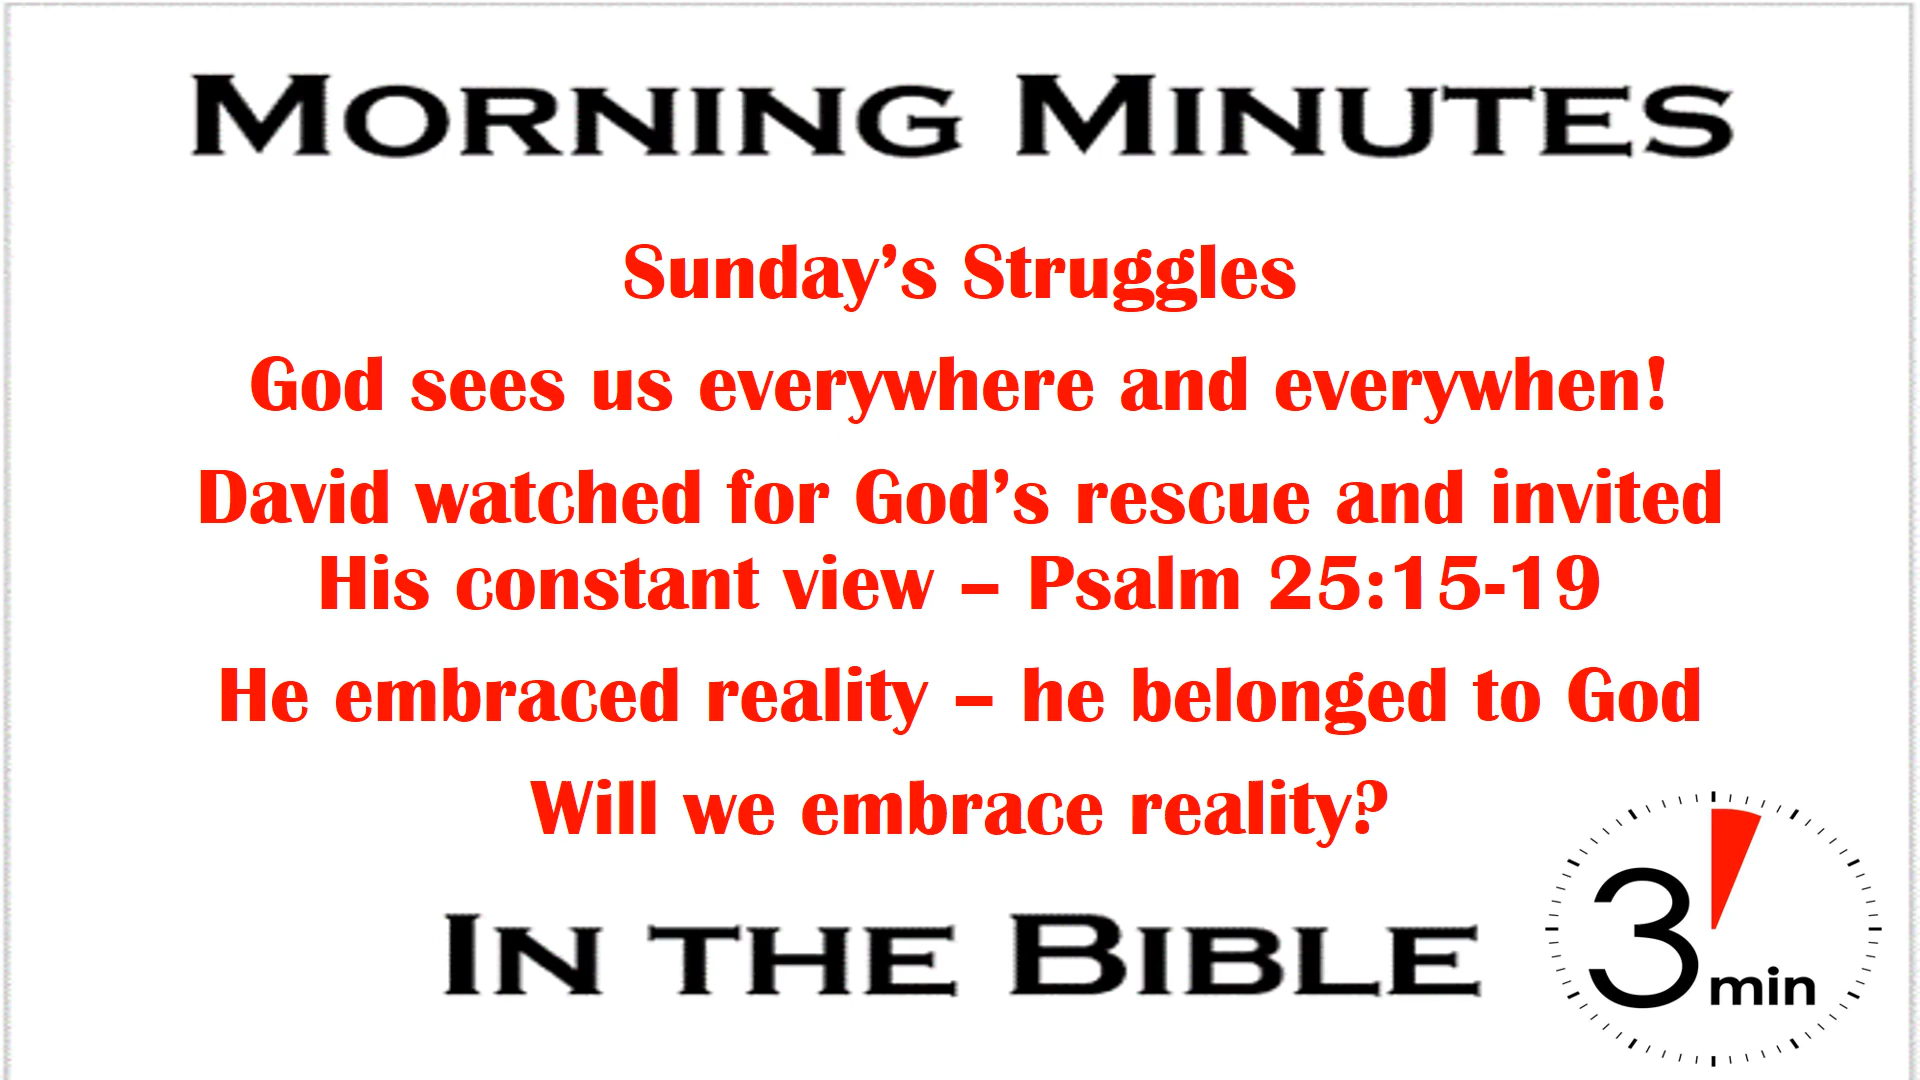 MORNING MINUTES
Sunday’s Struggles
God sees us everywhere and everywhen!
David watched for God’s rescue and invited
His constant view – Psalm 25:15-19
He embraced reality – he belonged to God
Will we embrace reality?
IN THE BIBLE
3 min